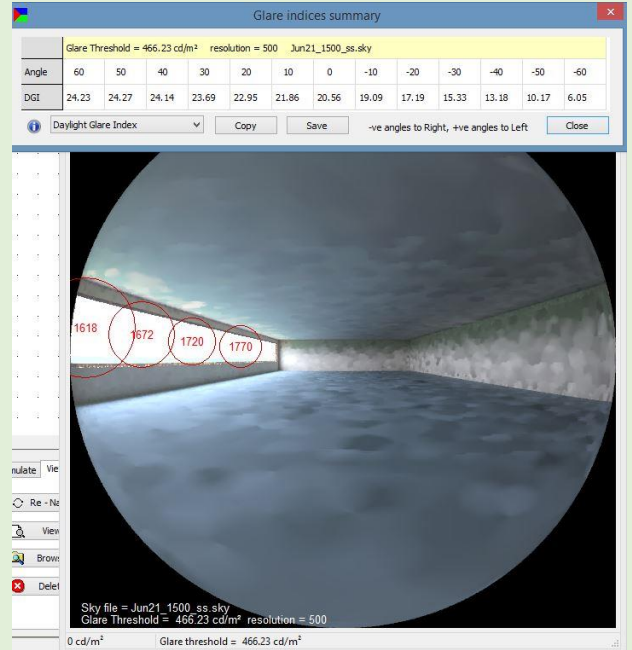 Glare indices summary
Glare Threshold = 466.23 cd/m² resolution = 500 Jun21_1500_ss.sky
Angle 60 50 40 30 20 10 0 -10 -20 -30 -40 -50 -60
DGI 24.23 24.27 24.14 23.69 22.95 21.86 20.56 19.09 17.19 15.33 13.18 10.17 6.05
Daylight Glare Index Copy Save -ve angles to Right, +ve angles to Left Close
1618 1672 1720 1770
mulate Vie
Re - Na
View
Brows
Delet
Sky file = Jun21_1500_ss.sky
Glare Threshold = 466.23 cd/m² resolution = 500
0 cd/m² Glare threshold = 466.23 cd/m²